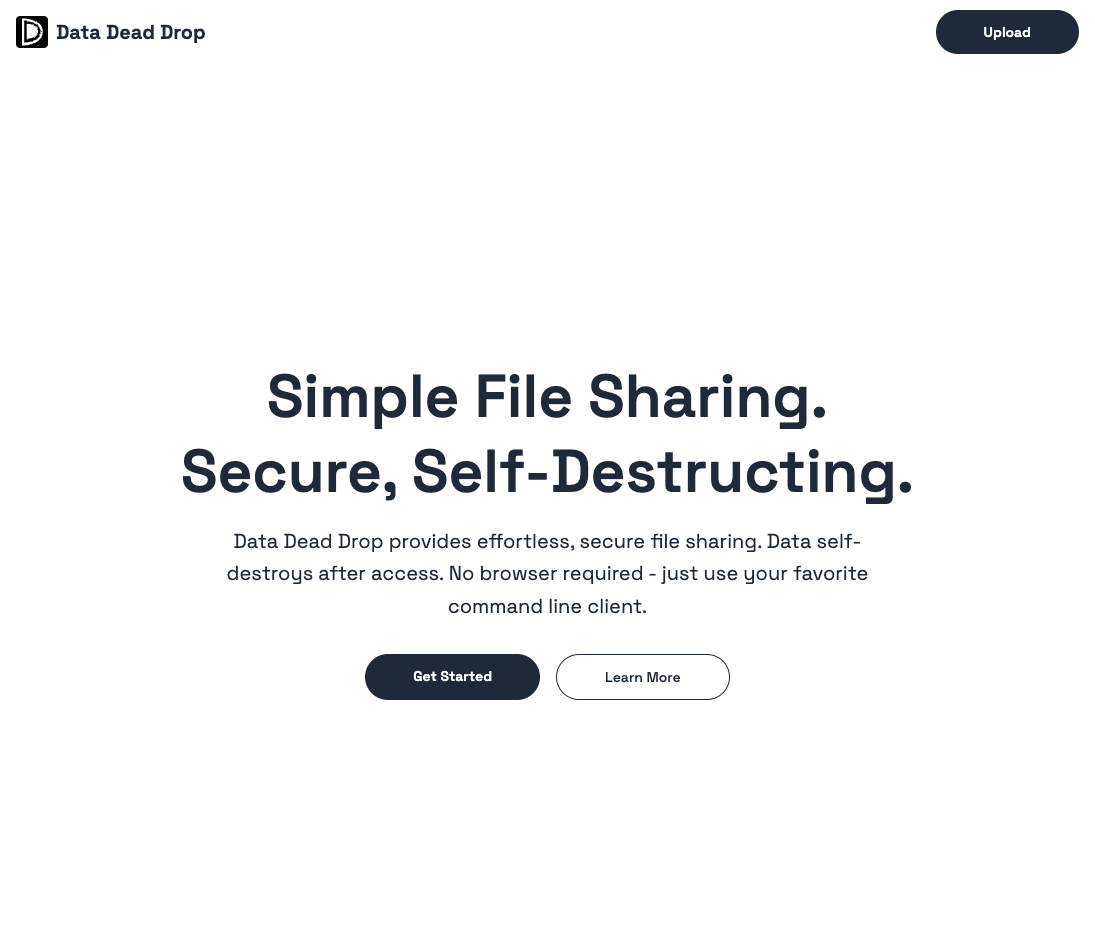 Data Dead Drop
Upload
Simple File Sharing.
Secure, Self-Destructing.
Data Dead Drop provides effortless, secure file sharing. Data self-
destroys after access. No browser required - just use your favorite
command line client.
Get Started
Learn More